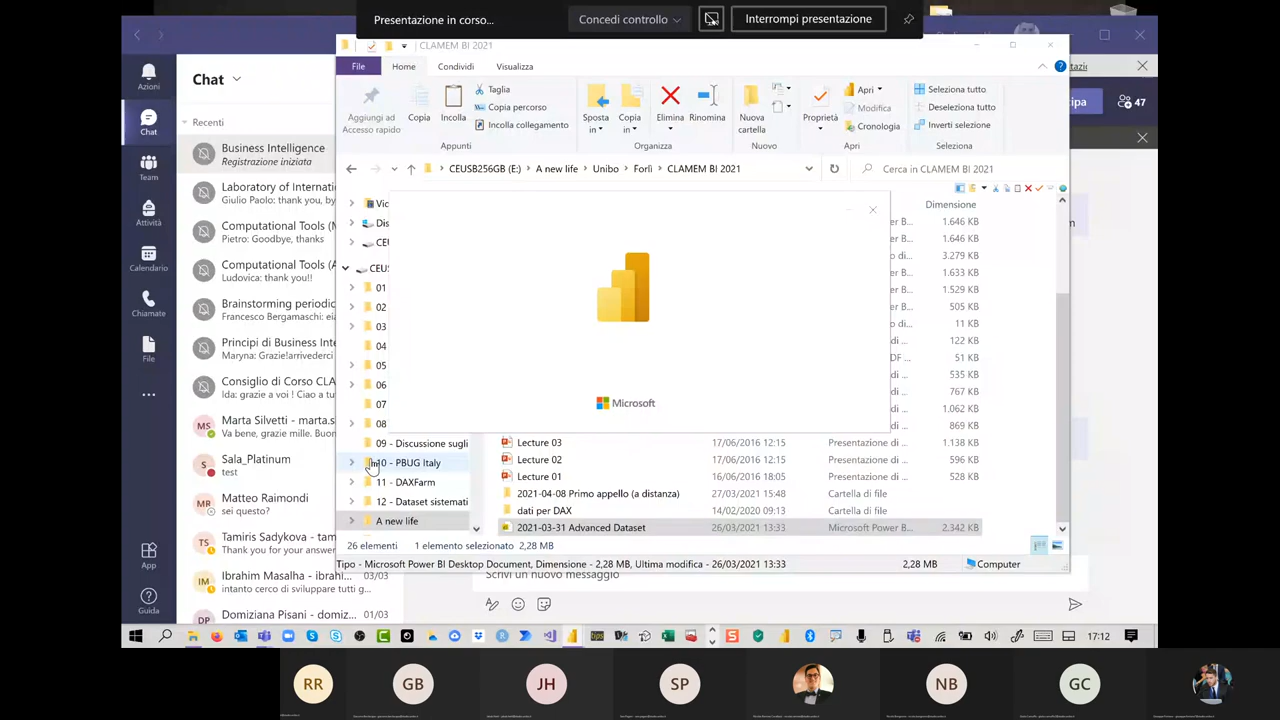 Presentazione in corso...
Concedi controllo
Interrompi presentazione
CLAMEM BI 2021
File
Home
Condividi
Visualizza
Aggiungi ad
Accesso rapido
Copia
Incolla
Taglia
Copia percorso
Incolla collegamento
Appunti
Sposta
in
Copia
in
Elimina
Rinomina
Organizza
Nuova
cartella
Nuovo
Proprietà
Apri
Modifica
Cronologia
Apri
Seleziona tutto
Deseleziona tutto
Inverti selezione
Seleziona
47
CEUSB256GB (E:)
A new life
Unibo
Forlì
CLAMEM BI 2021
Cerca in CLAMEM BI 2021
Azioni
Chat
Team
Attività
Calendario
Chiamate
File
App
Guida
Chat
Recenti
Business Intelligence
Registrazione iniziata
Giulio Paolo: thank you, by
Computational Tools (
Pietro: Goodbye, thanks
Computational Tools (
Ludovica: thank you!!
Brainstorming periodic
Francesco Bergamaschi:
Principi di Business Inte
Maryna: Grazie!arrivederci
Consiglio di Corso CLA
Ida: grazie a voi !
Marta Silvetti - marta.s
Va bene, grazie mille.
Sala_Platinum
test
Matteo Raimondi
sei questo?
Tamiris Sadykova - tam
Thank you for your answer
Ibrahim Masalha - ibrahi...
intanto cerco di sviluppare tutti g...
03/03
Domiziana Pisani - domiziana....
01/03
01
02
03
04
05
06
07
08
09 - Discussione sugli
10 - PBUG Italy
11 - DAXFarm
12 - Dataset sistemati
A new life
Microsoft
Dimensione
1.646 KB
1.646 KB
3.279 KB
1.633 KB
1.529 KB
505 KB
11 KB
122 KB
51 KB
535 KB
767 KB
1.062 KB
869 KB
Lecture 03 17/06/2016 12:15 Presentazione di ... 1.138 KB
Lecture 02 17/06/2016 12:15 Presentazione di ... 596 KB
Lecture 01 16/06/2016 18:05 Presentazione di ... 1.093 KB
2021-04-08 Primo appello (a distanza) 27/03/2021 15:48 Cartella di file
dati per DAX 14/02/2020 09:13 Cartella di file
2021-03-31 Advanced Dataset 26/03/2021 13:33 Microsoft Power B... 2.342 KB
26 elementi 1 elemento selezionato 2,28 MB
Tipo - Microsoft Power BI Desktop Document, Dimensione - 2,28 MB, Ultima modifica - 26/03/2021 13:33 2,28 MB Computer
Scrivi un nuovo messaggio
17:12
RR
GB
JH
SP
NB
GC